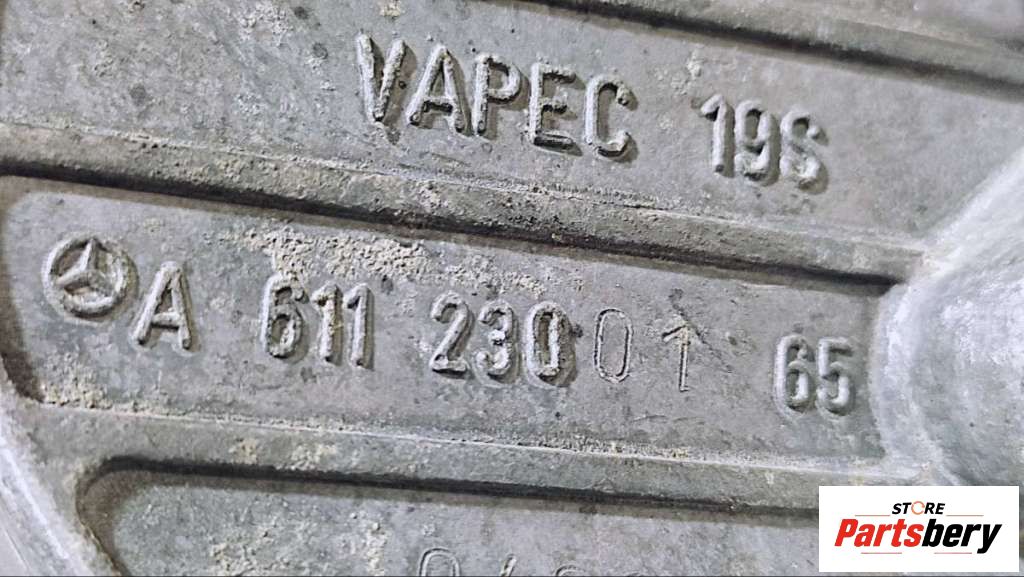 VAPEC 19S
A 611 230 01 65
STORE
Partsbery